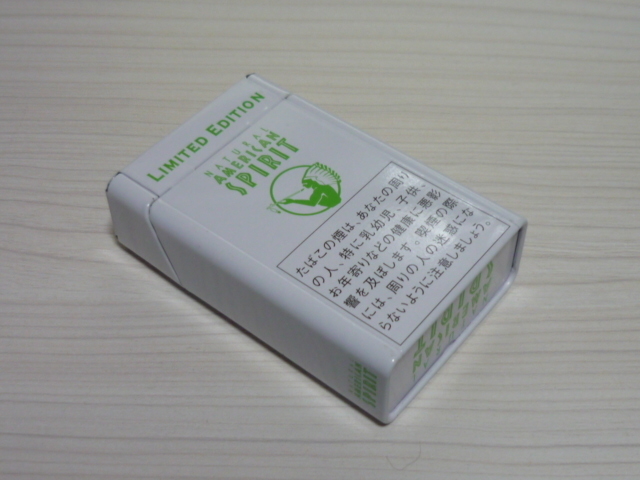 LIMITED EDITION
NATURAL
AMERICAN
SPIRIT
たばこの煙は、あなたの周り
の人、特に乳幼児、子供、
お年寄りなどの健康に悪影
響を及ぼします。喫煙の際
には、周りの人の迷惑にな
らないように注意しましょう。
SPIRIT